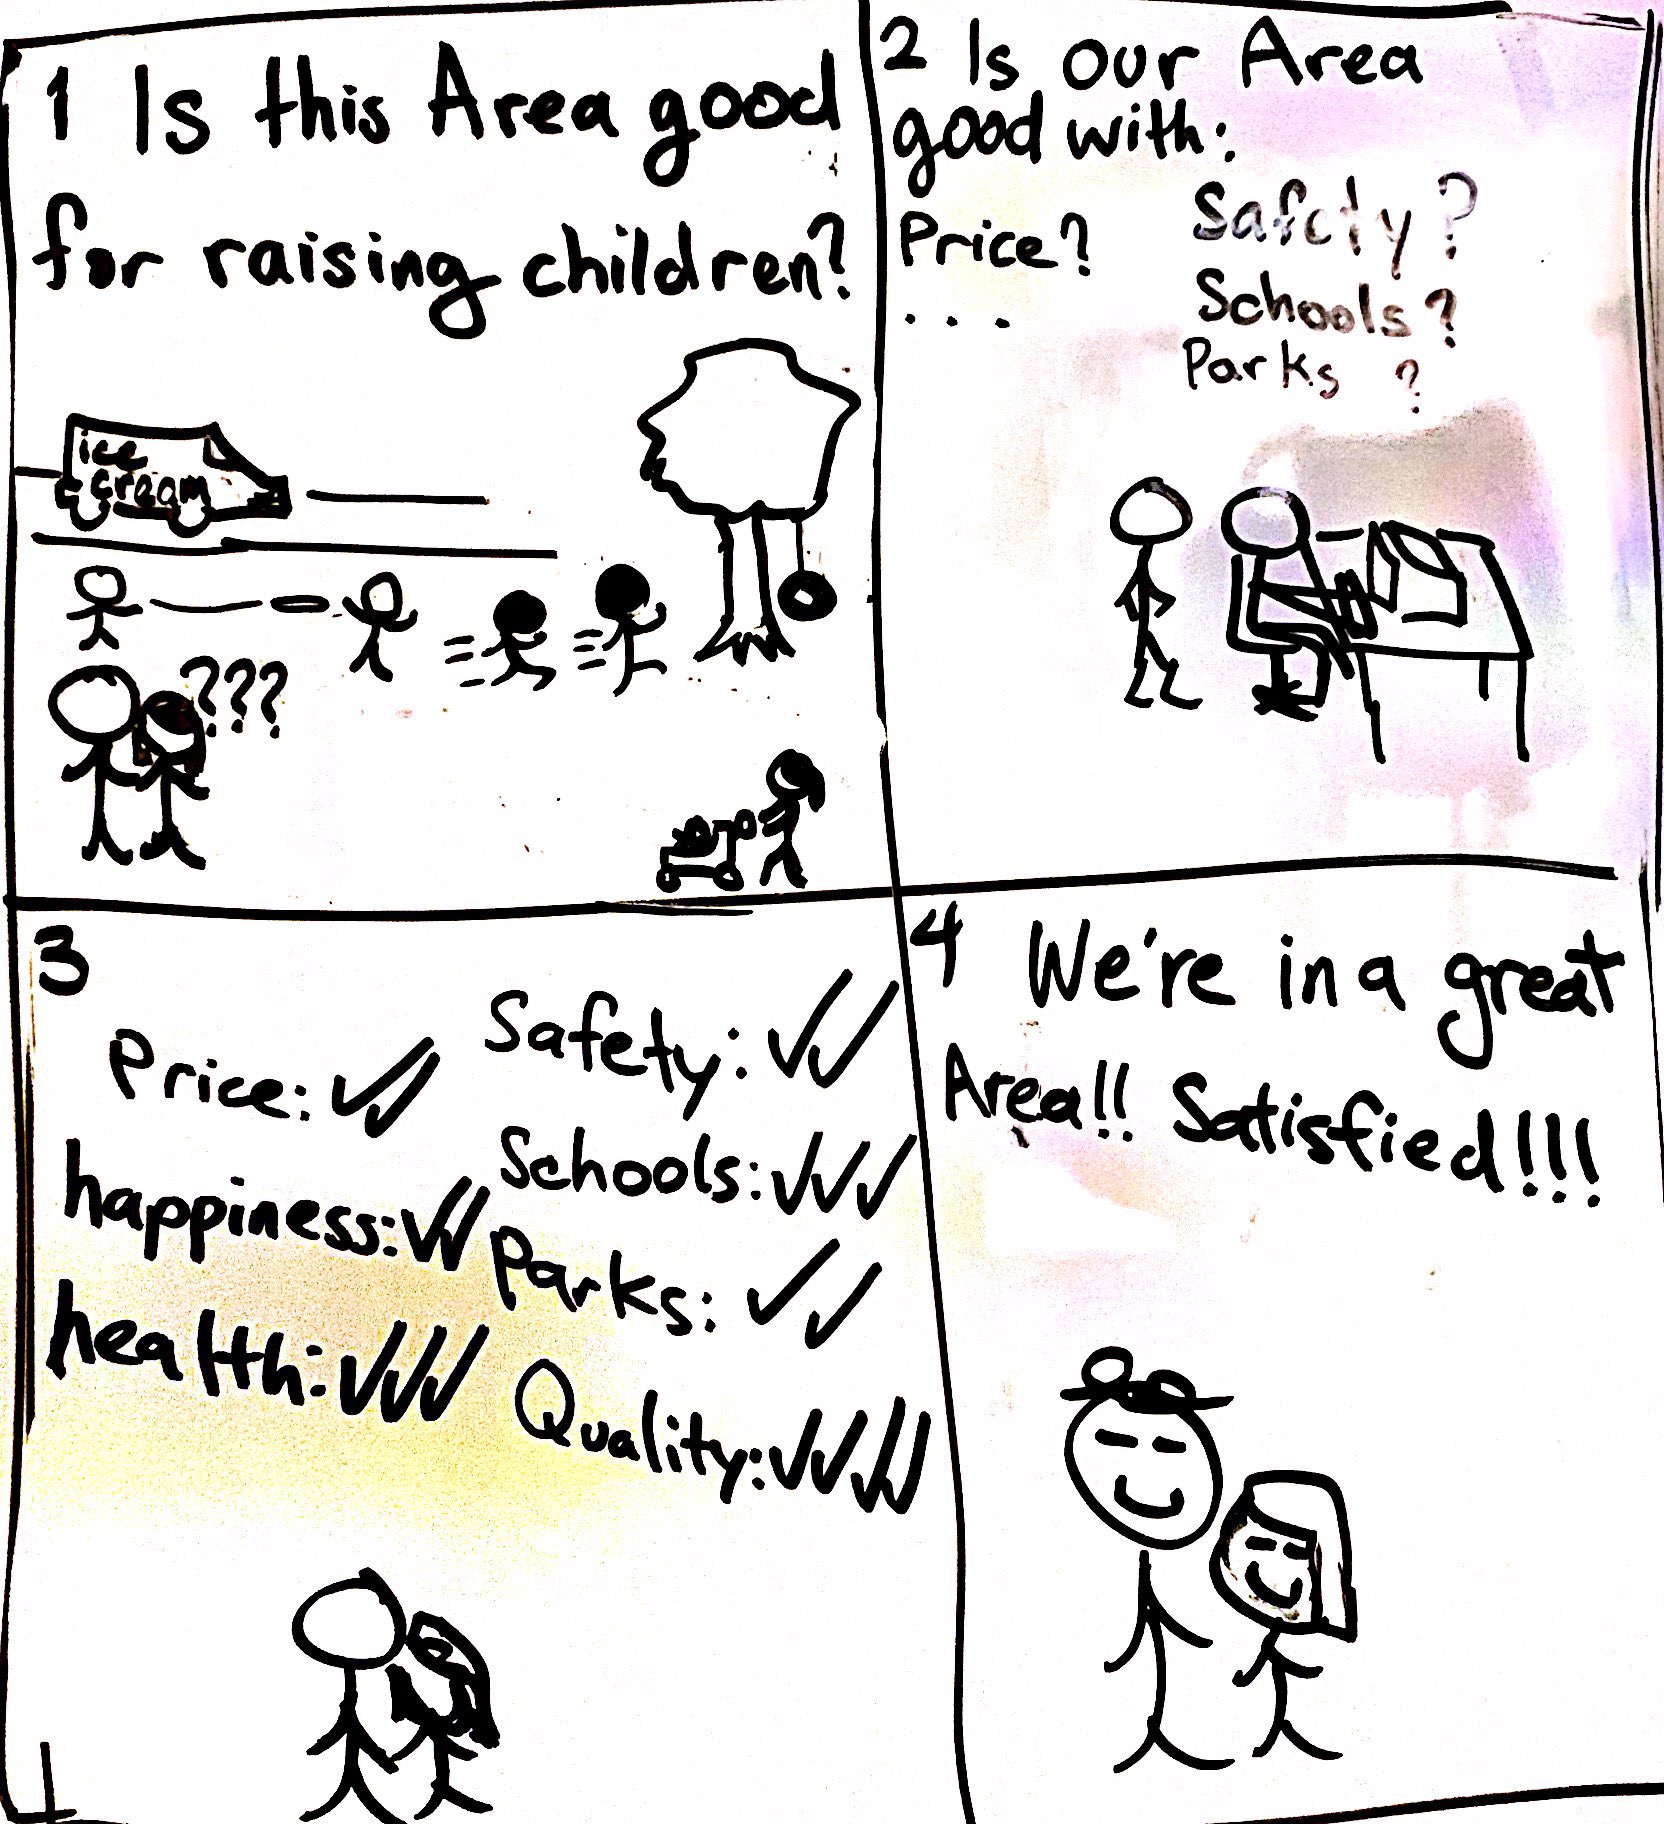 1 Is this Area good
for raising children?
ice
cream
???
2 Is our Area
good with:
Price?
...
Safety?
Schools?
Parks ?
3
Price: ✓✓
happiness: ✓✓
health: ✓✓✓
Safety: ✓✓
Schools: ✓✓✓
Parks: ✓✓
Quality: ✓✓✓✓
4 We're in a great
Area!! Satisfied!!!